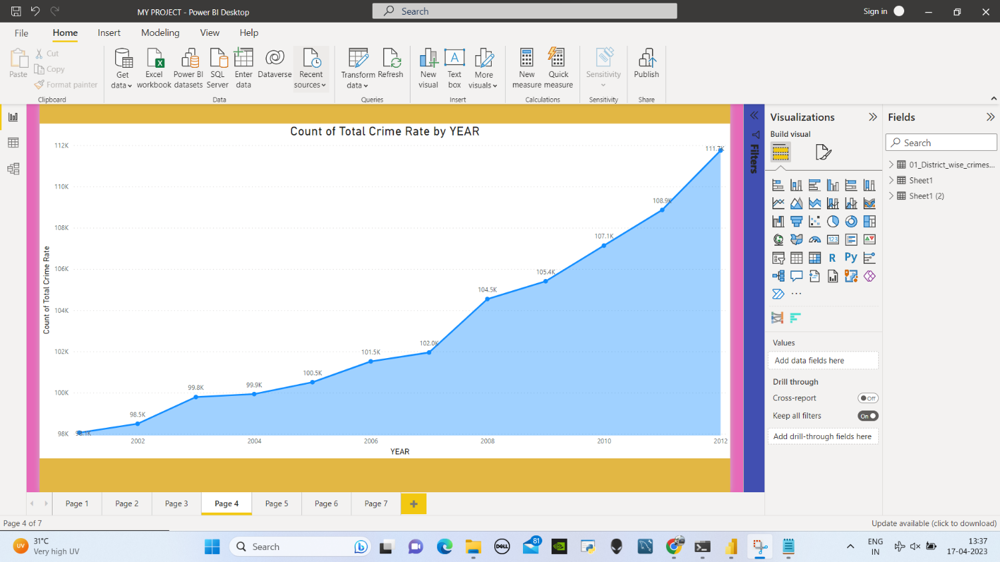 MY PROJECT - Power BI Desktop
Search
Sign in
File
Home
Insert
Modeling
View
Help
Paste
Cut
Copy
Format painter
Clipboard
Get data
Excel workbook
Power BI datasets
SQL Server
Enter data
Dataverse
Recent sources
Data
Transform data
Refresh
Queries
New visual
Text box
More visuals
Insert
New measure
Quick measure
Calculations
Sensitivity
Sensitivity
Publish
Share
Count of Total Crime Rate by YEAR
Count of Total Crime Rate
112K
110K
108K
106K
104K
102K
100K
98K
98.5K
99.8K
99.9K
100.5K
101.5K
102.0K
104.5K
105.4K
107.1K
108.9K
111.7K
2002
2004
2006
2008
2010
2012
YEAR
Filters
Visualizations
Build visual
123
R
Py
Values
Add data fields here
Drill through
Cross-report
Off
Keep all filters
On
Add drill-through fields here
Fields
Search
01_District_wise_crimes...
Sheet1
Sheet1 (2)
Page 1
Page 2
Page 3
Page 4
Page 5
Page 6
Page 7
Page 4 of 7
Update available (click to download)
UV
31°C
Very high UV
Search
DELL
81
ENG
IN
13:37
17-04-2023